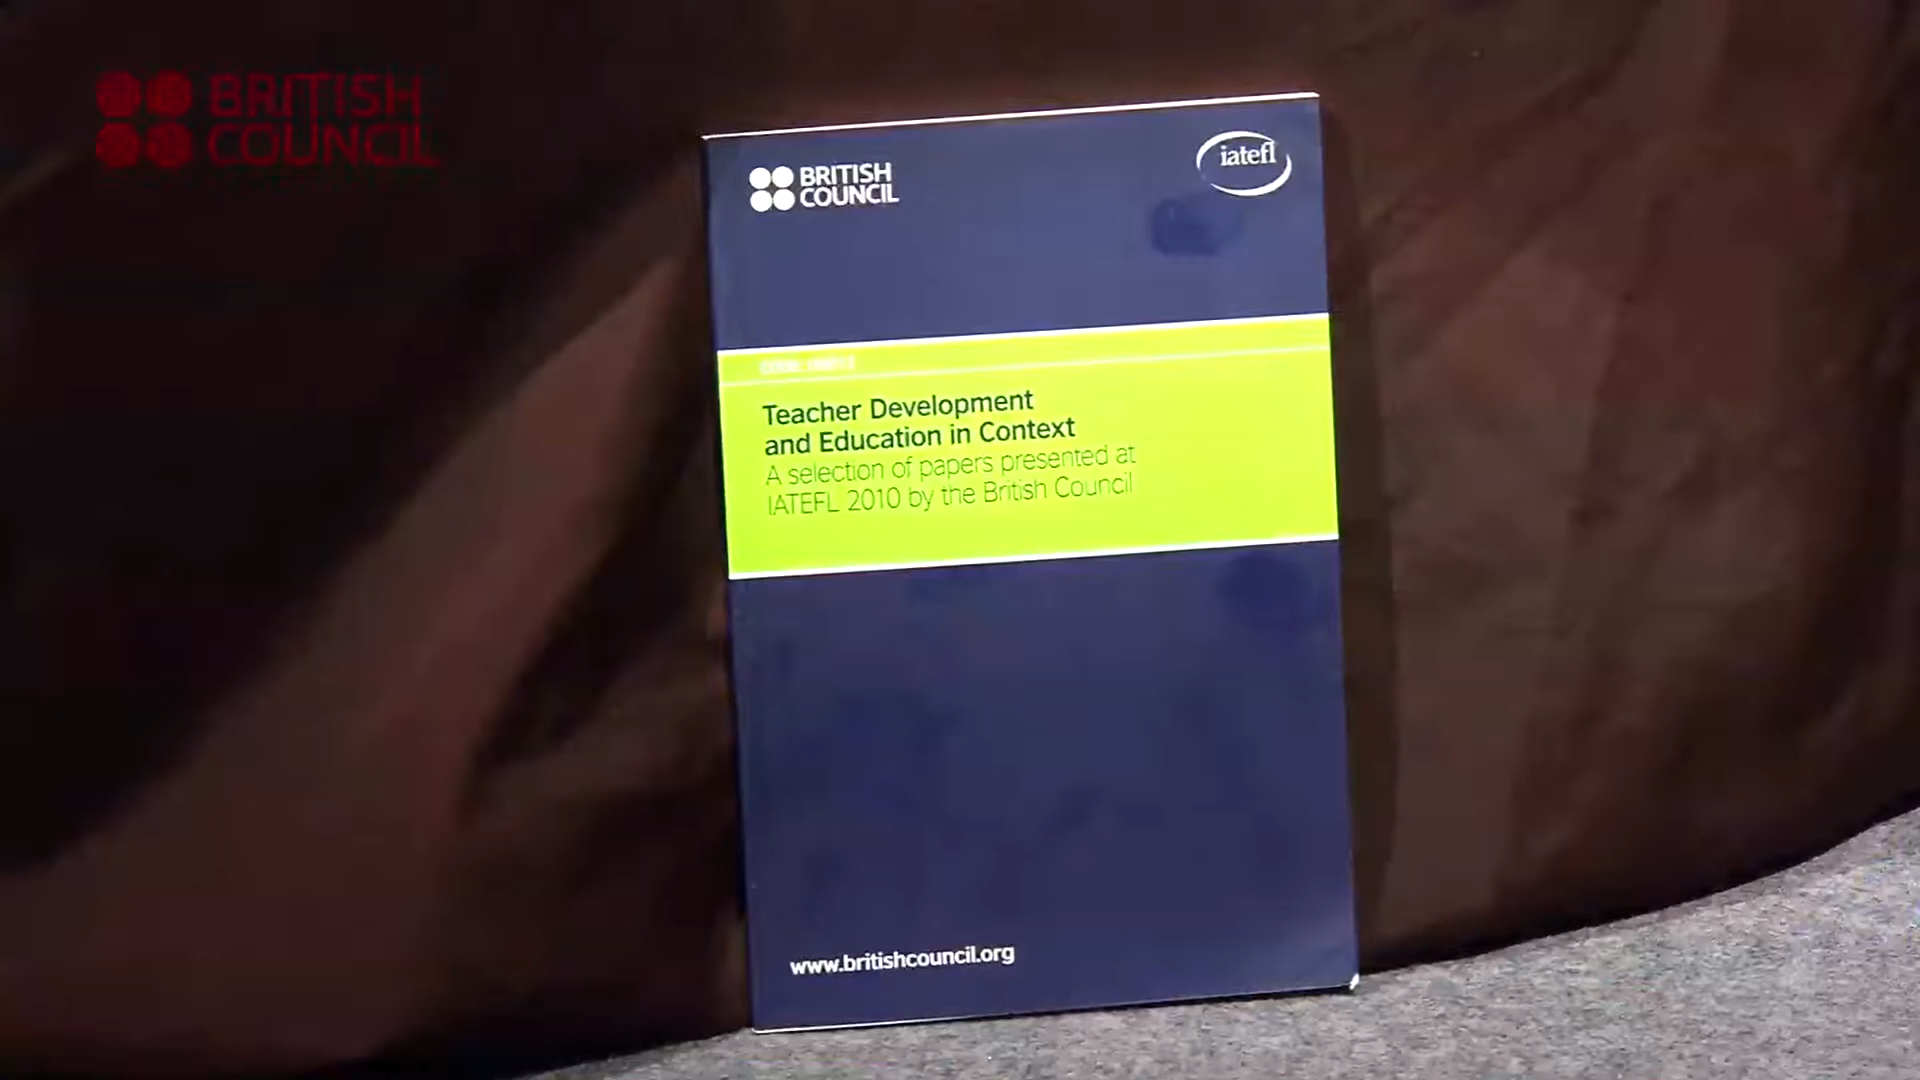 BRITISH
COUNCIL
BRITISH
COUNCIL
iatefl
Teacher Development
and Education in Context
A selection of papers presented at
IATEFL 2010 by the British Council
www.britishcouncil.org